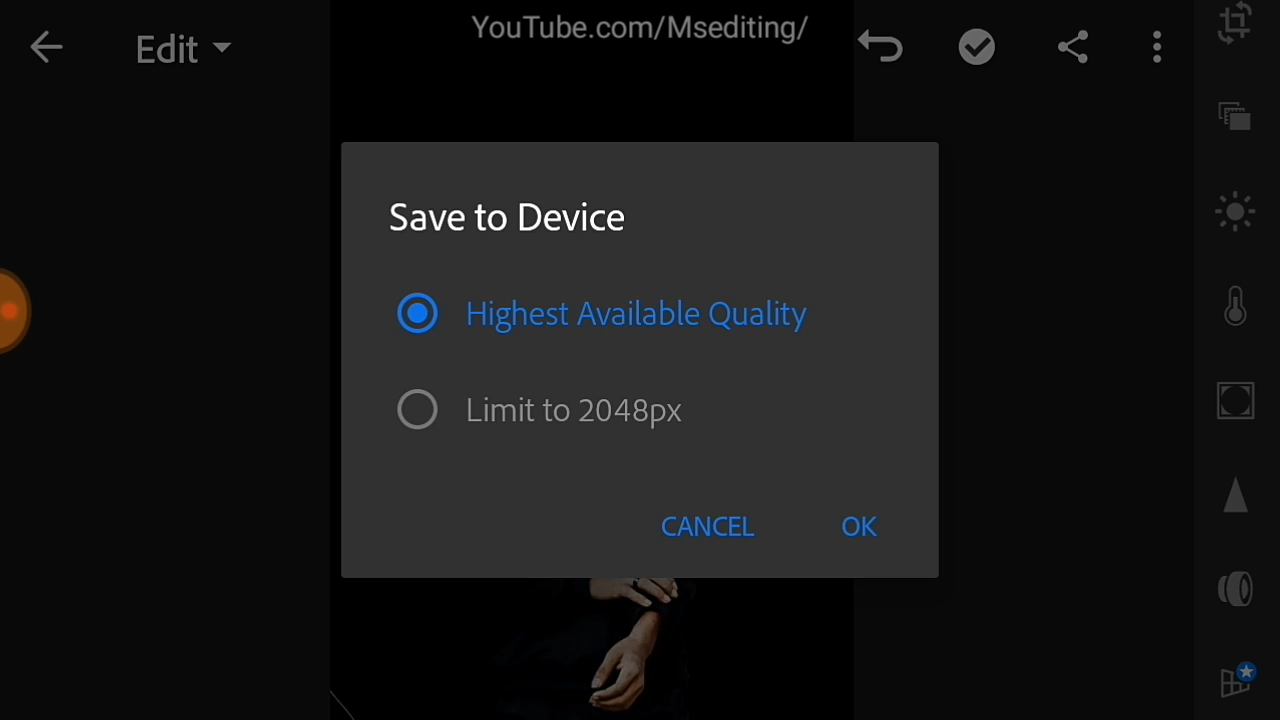 YouTube.com/Msediting/
Edit
Save to Device
Highest Available Quality
Limit to 2048px
CANCEL
OK